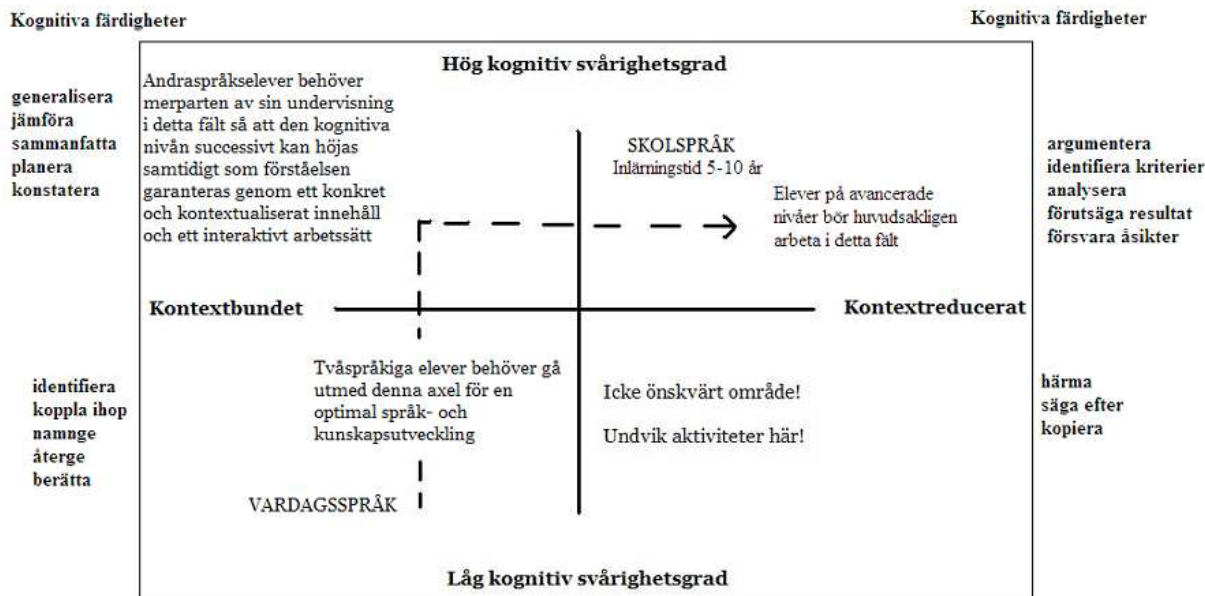 Kognitiva färdigheter
Kognitiva färdigheter
Hög kognitiv svårighetsgrad
generalisera
jämföra
sammanfatta
planera
konstatera
Andraspråkselever behöver
merparten av sin undervisning
i detta fält så att den kognitiva
nivån successivt kan höjas
samtidigt som förståelsen
garanteras genom ett konkret
och kontextualiserat innehåll
och ett interaktivt arbetssätt
SKOLSPRÅK
Inlärningstid 5-10 år
Elever på avancerade
nivåer bör huvudsakligen
arbeta i detta fält
argumentera
identifiera kriterier
analysera
förutsäga resultat
försvara åsikter
Kontextbundet
Kontextreducerat
identifiera
koppla ihop
namnge
återge
berätta
Tvåspråkiga elever behöver gå
utmed denna axel för en
optimal språk- och
kunskapsutveckling
VARDAGSSPRÅK
Icke önskvärt område!
Undvik aktiviteter här!
härma
säga efter
kopiera
Låg kognitiv svårighetsgrad